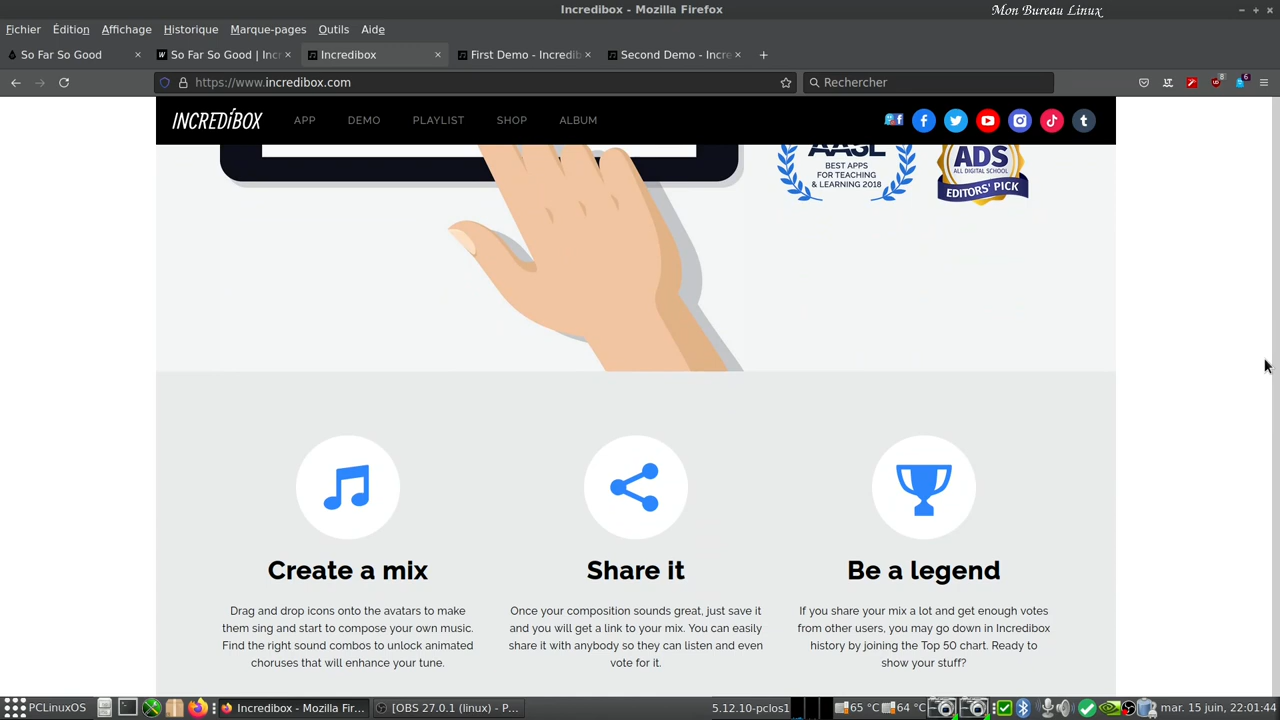 Incredibox - Mozilla Firefox
Mon Bureau Linux
Fichier Édition Affichage Historique Marque-pages Outils Aide
So Far So Good
So Far So Good | Inc
Incredibox
First Demo - Incredib
Second Demo - Incre
https://www.incredibox.com
Rechercher
INCREDÍBOX APP DEMO PLAYLIST SHOP ALBUM
AASL
BEST APPS
FOR TEACHING
& LEARNING 2018
ADS
ALL DIGITAL SCHOOL
EDITORS' PICK
Create a mix
Drag and drop icons onto the avatars to make
them sing and start to compose your own music.
Find the right sound combos to unlock animated
choruses that will enhance your tune.
Share it
Once your composition sounds great, just save it
and you will get a link to your mix. You can easily
share it with anybody so they can listen and even
vote for it.
Be a legend
If you share your mix a lot and get enough votes
from other users, you may go down in Incredibox
history by joining the Top 50 chart. Ready to
show your stuff?
PCLinuxOS Incredibox - Mozilla Fir... [OBS 27.0.1 (linux) - P... 5.12.10-pclos1 65 °C 64 °C mar. 15 juin, 22:01:44